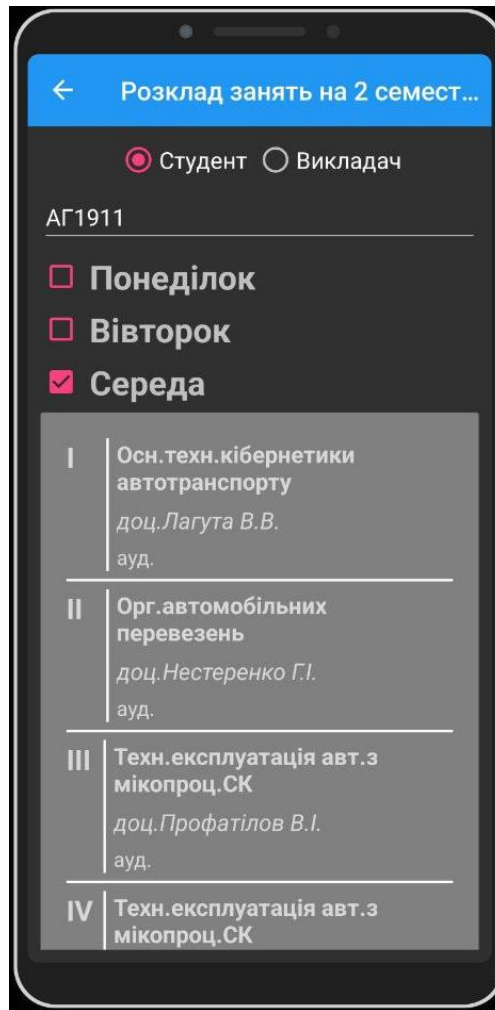 Розклад занять на 2 семест...
Студент Викладач
АГ1911
Понеділок
Вівторок
Середа
I Осн.техн.кібернетики
автотранспорту
доц.Лагута В.В.
ауд.
II Орг.автомобільних
перевезень
доц.Нестеренко Г.І.
ауд.
III Техн.експлуатація авт.з
мікопроц.СК
доц.Профатілов В.І.
ауд.
IV Техн.експлуатація авт.з
мікопроц.СК